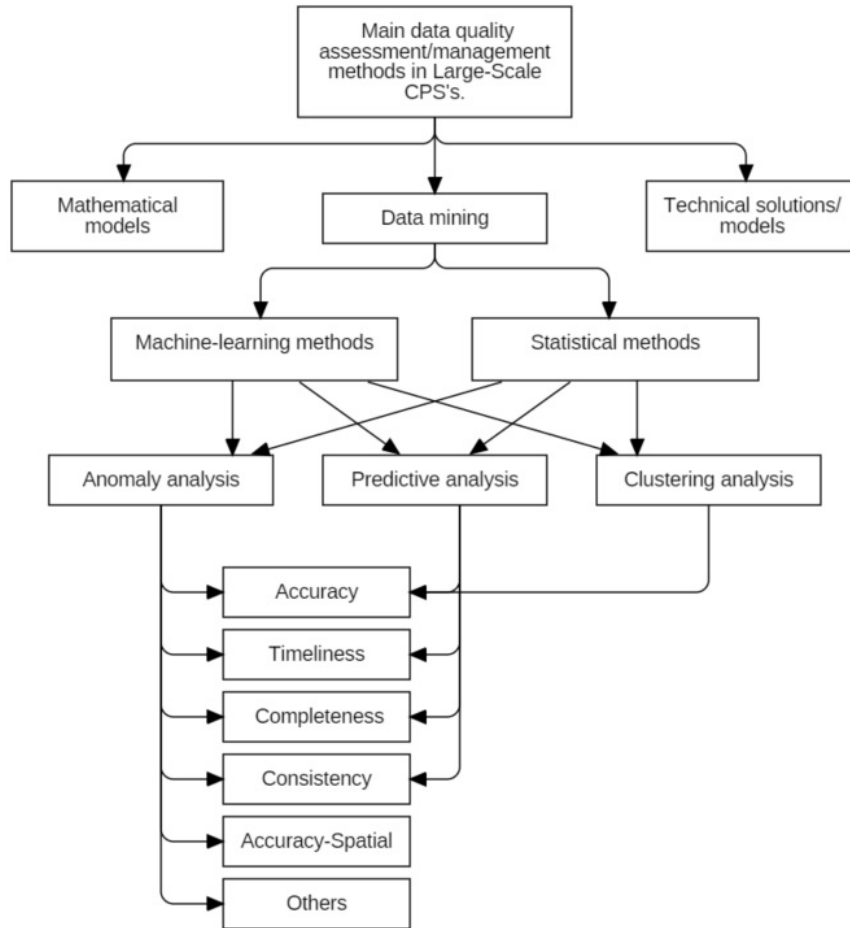 Main data quality
assessment/management
methods in Large-Scale
CPS's.
Mathematical
models
Data mining
Technical solutions/
models
Machine-learning methods
Statistical methods
Anomaly analysis
Predictive analysis
Clustering analysis
Accuracy
Timeliness
Completeness
Consistency
Accuracy-Spatial
Others